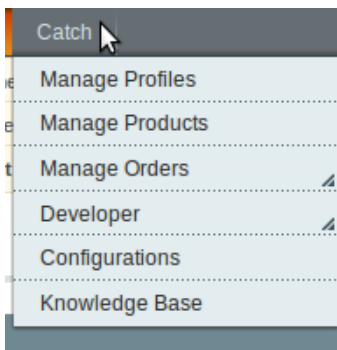 Catch
Manage Profiles
Manage Products
Manage Orders
Developer
Configurations
Knowledge Base